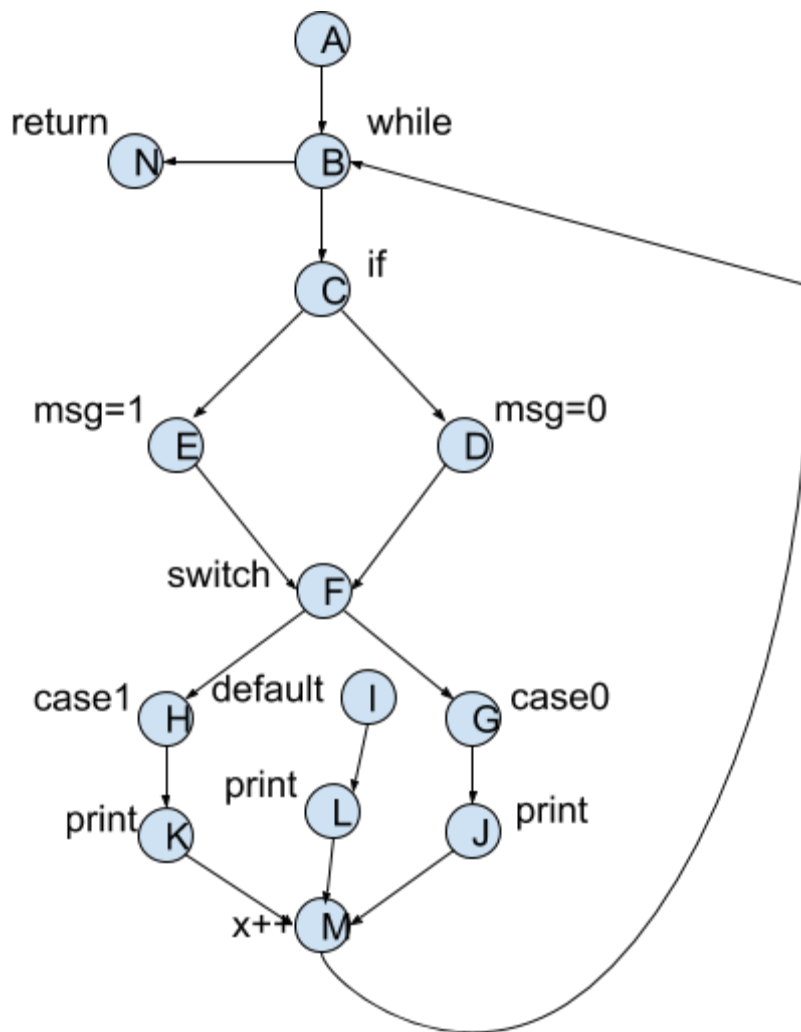 A
return
while
N
B
if
C
msg=1
msg=0
E
D
switch
F
case1
default
I
case0
H
G
print
L
print
print
K
J
x++
M